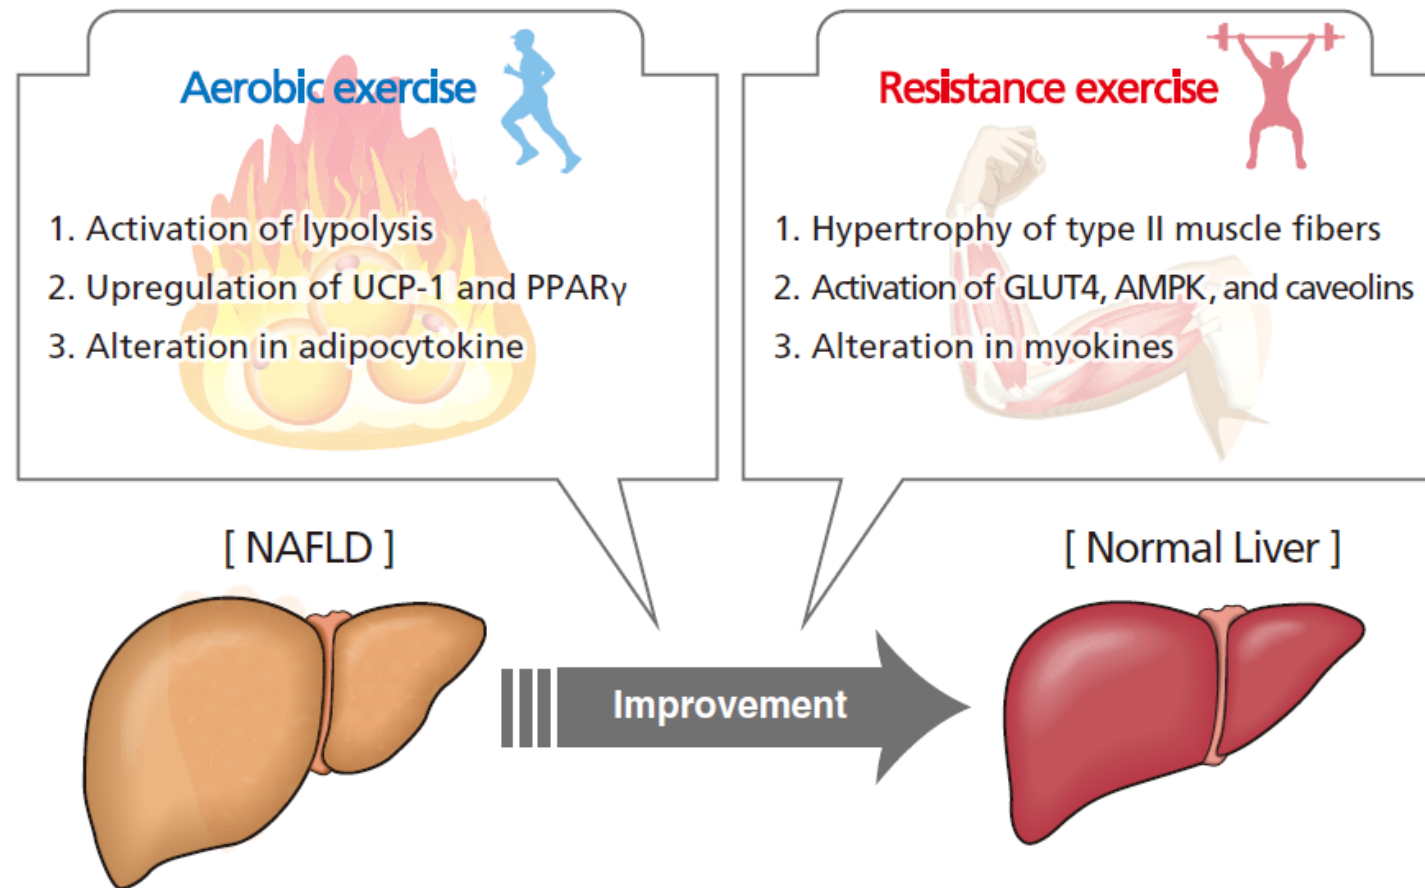 Aerobic exercise
1. Activation of lypolysis
2. Upregulation of UCP-1 and PPARγ
3. Alteration in adipocytokine
Resistance exercise
1. Hypertrophy of type II muscle fibers
2. Activation of GLUT4, AMPK, and caveolins
3. Alteration in myokines
[ NAFLD ]
[ Normal Liver ]
Improvement